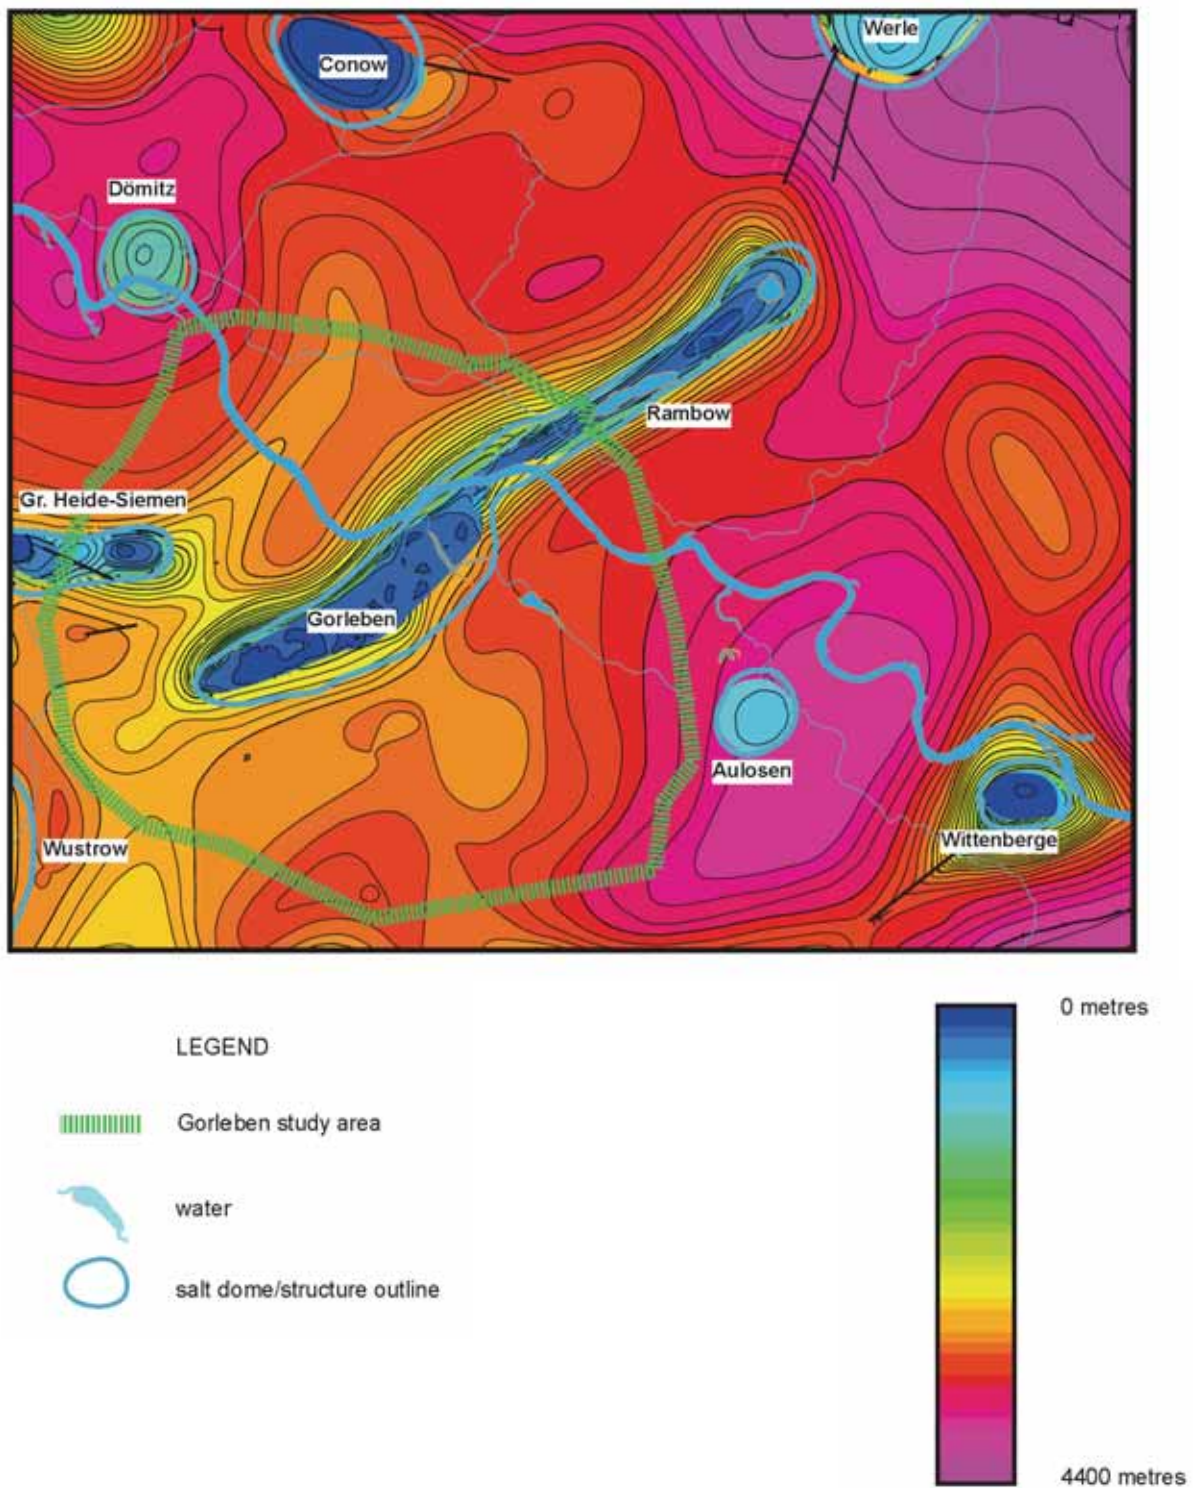 Werle
Conow
Dömitz
Rambow
Gr. Heide-Siemen
Gorleben
Aulosen
Wittenberge
Wustrow
0 metres
LEGEND
Gorleben study area
water
salt dome/structure outline
4400 metres